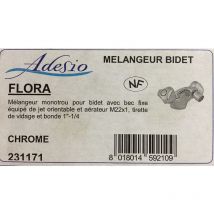 Adesio
MELANGEUR BIDET
FLORA
NF
Mélangeur monotrou pour bidet avec bec fixe
équipé de jet orientable et aérateur M22x1, tirette
de vidage et bonde 1"-1/4
CHROME
231171
8 018014 592109